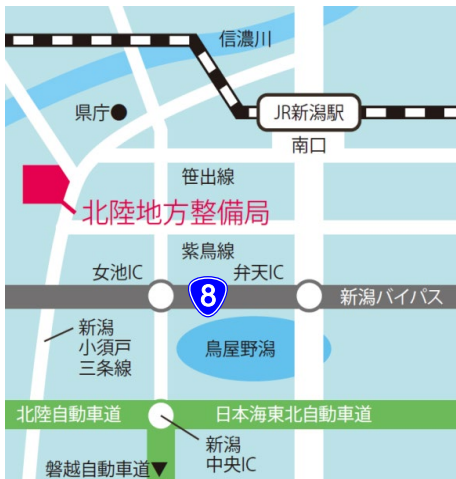 信濃川
県庁
JR新潟駅
南口
笹出線
北陸地方整備局
紫鳥線
女池IC
弁天IC
8
新潟バイパス
新潟
小須戸
三条線
鳥屋野潟
北陸自動車道
日本海東北自動車道
新潟
中央IC
磐越自動車道